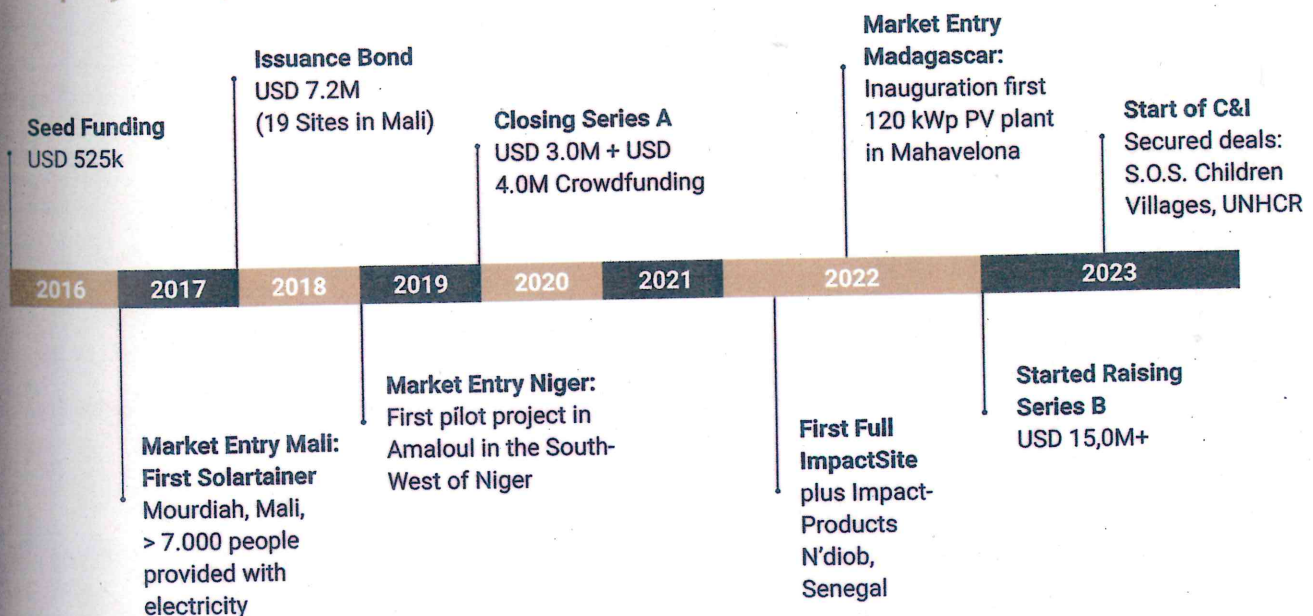 Seed Funding
USD 525k
Issuance Bond
USD 7.2M
(19 Sites in Mali)
Closing Series A
USD 3.0M + USD
4.0M Crowdfunding
Market Entry
Madagascar:
Inauguration first
120 kWp PV plant
in Mahavelona
Start of C&I
Secured deals:
S.O.S. Children
Villages, UNHCR
2016
2017
2018
2019
2020
2021
2022
2023
Market Entry Mali:
First Solartainer
Mourdiah, Mali,
> 7.000 people
provided with
electricity
Market Entry Niger:
First pilot project in
Amaloul in the South-
West of Niger
First Full
ImpactSite
plus Impact-
Products
N'diob,
Senegal
Started Raising
Series B
USD 15,0M+